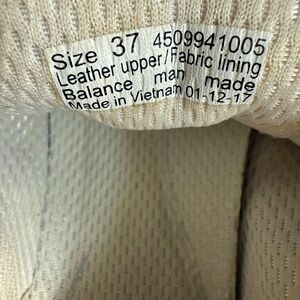 Size 37 4509941005
Leather upper/Fabric lining
Balance man made
Made in Vietnam 01-12-17